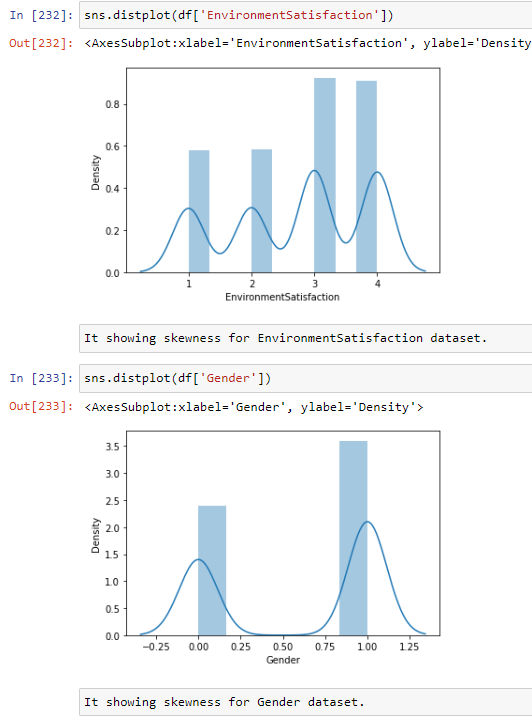 In [232]: sns.distplot(df['EnvironmentSatisfaction'])
Out[232]: <AxesSubplot:xlabel='EnvironmentSatisfaction', ylabel='Density
0.8
0.6
0.4
0.2
0.0
Density
1 2 3 4
EnvironmentSatisfaction
It showing skewness for EnvironmentSatisfaction dataset.
In [233]: sns.distplot(df['Gender'])
Out[233]: <AxesSubplot:xlabel='Gender', ylabel='Density'>
3.5
3.0
2.5
2.0
1.5
1.0
0.5
0.0
Density
−0.25 0.00 0.25 0.50 0.75 1.00 1.25
Gender
It showing skewness for Gender dataset.